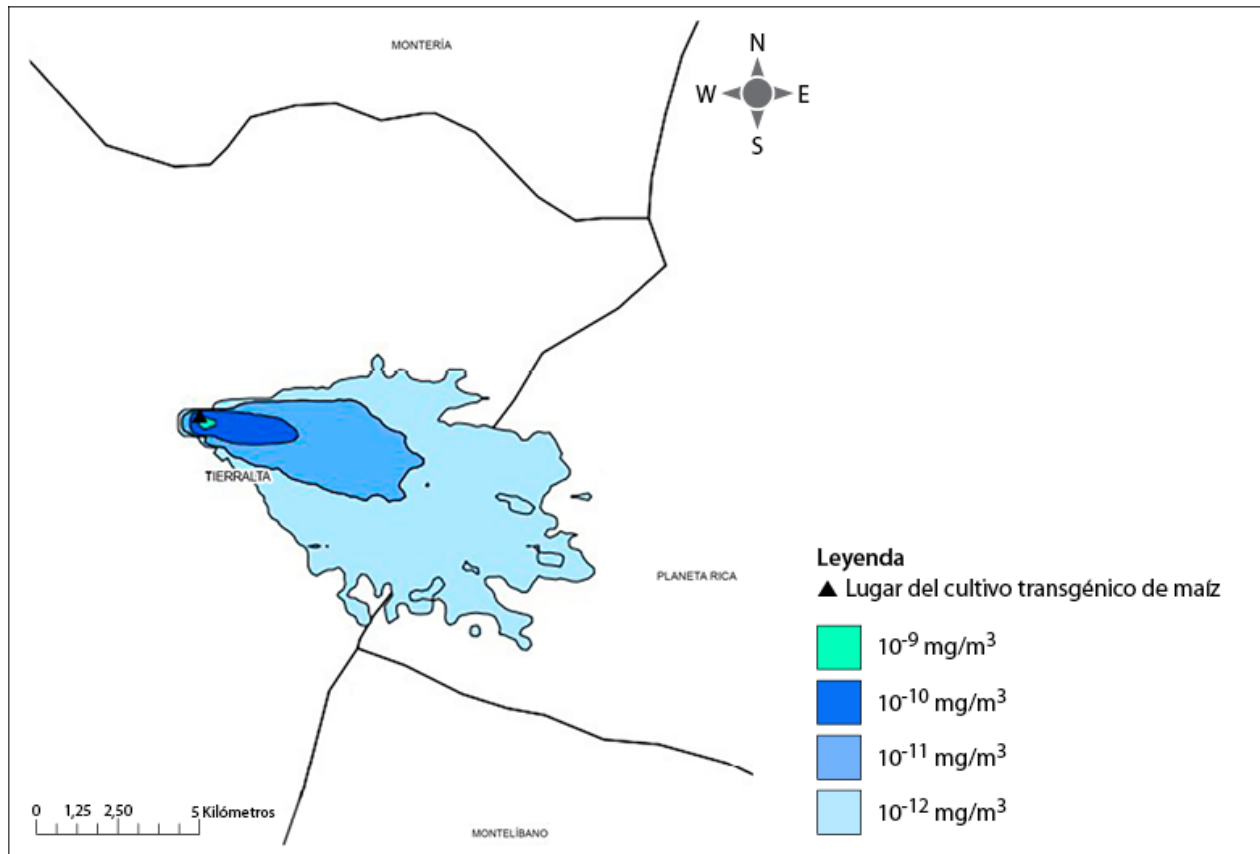 MONTERÍA
N
W E
S
TIERRALTA
PLANETA RICA
Leyenda
▲ Lugar del cultivo transgénico de maíz
10⁻⁹ mg/m³
10⁻¹⁰ mg/m³
10⁻¹¹ mg/m³
10⁻¹² mg/m³
0 1,25 2,50 5 Kilómetros
MONTELÍBANO